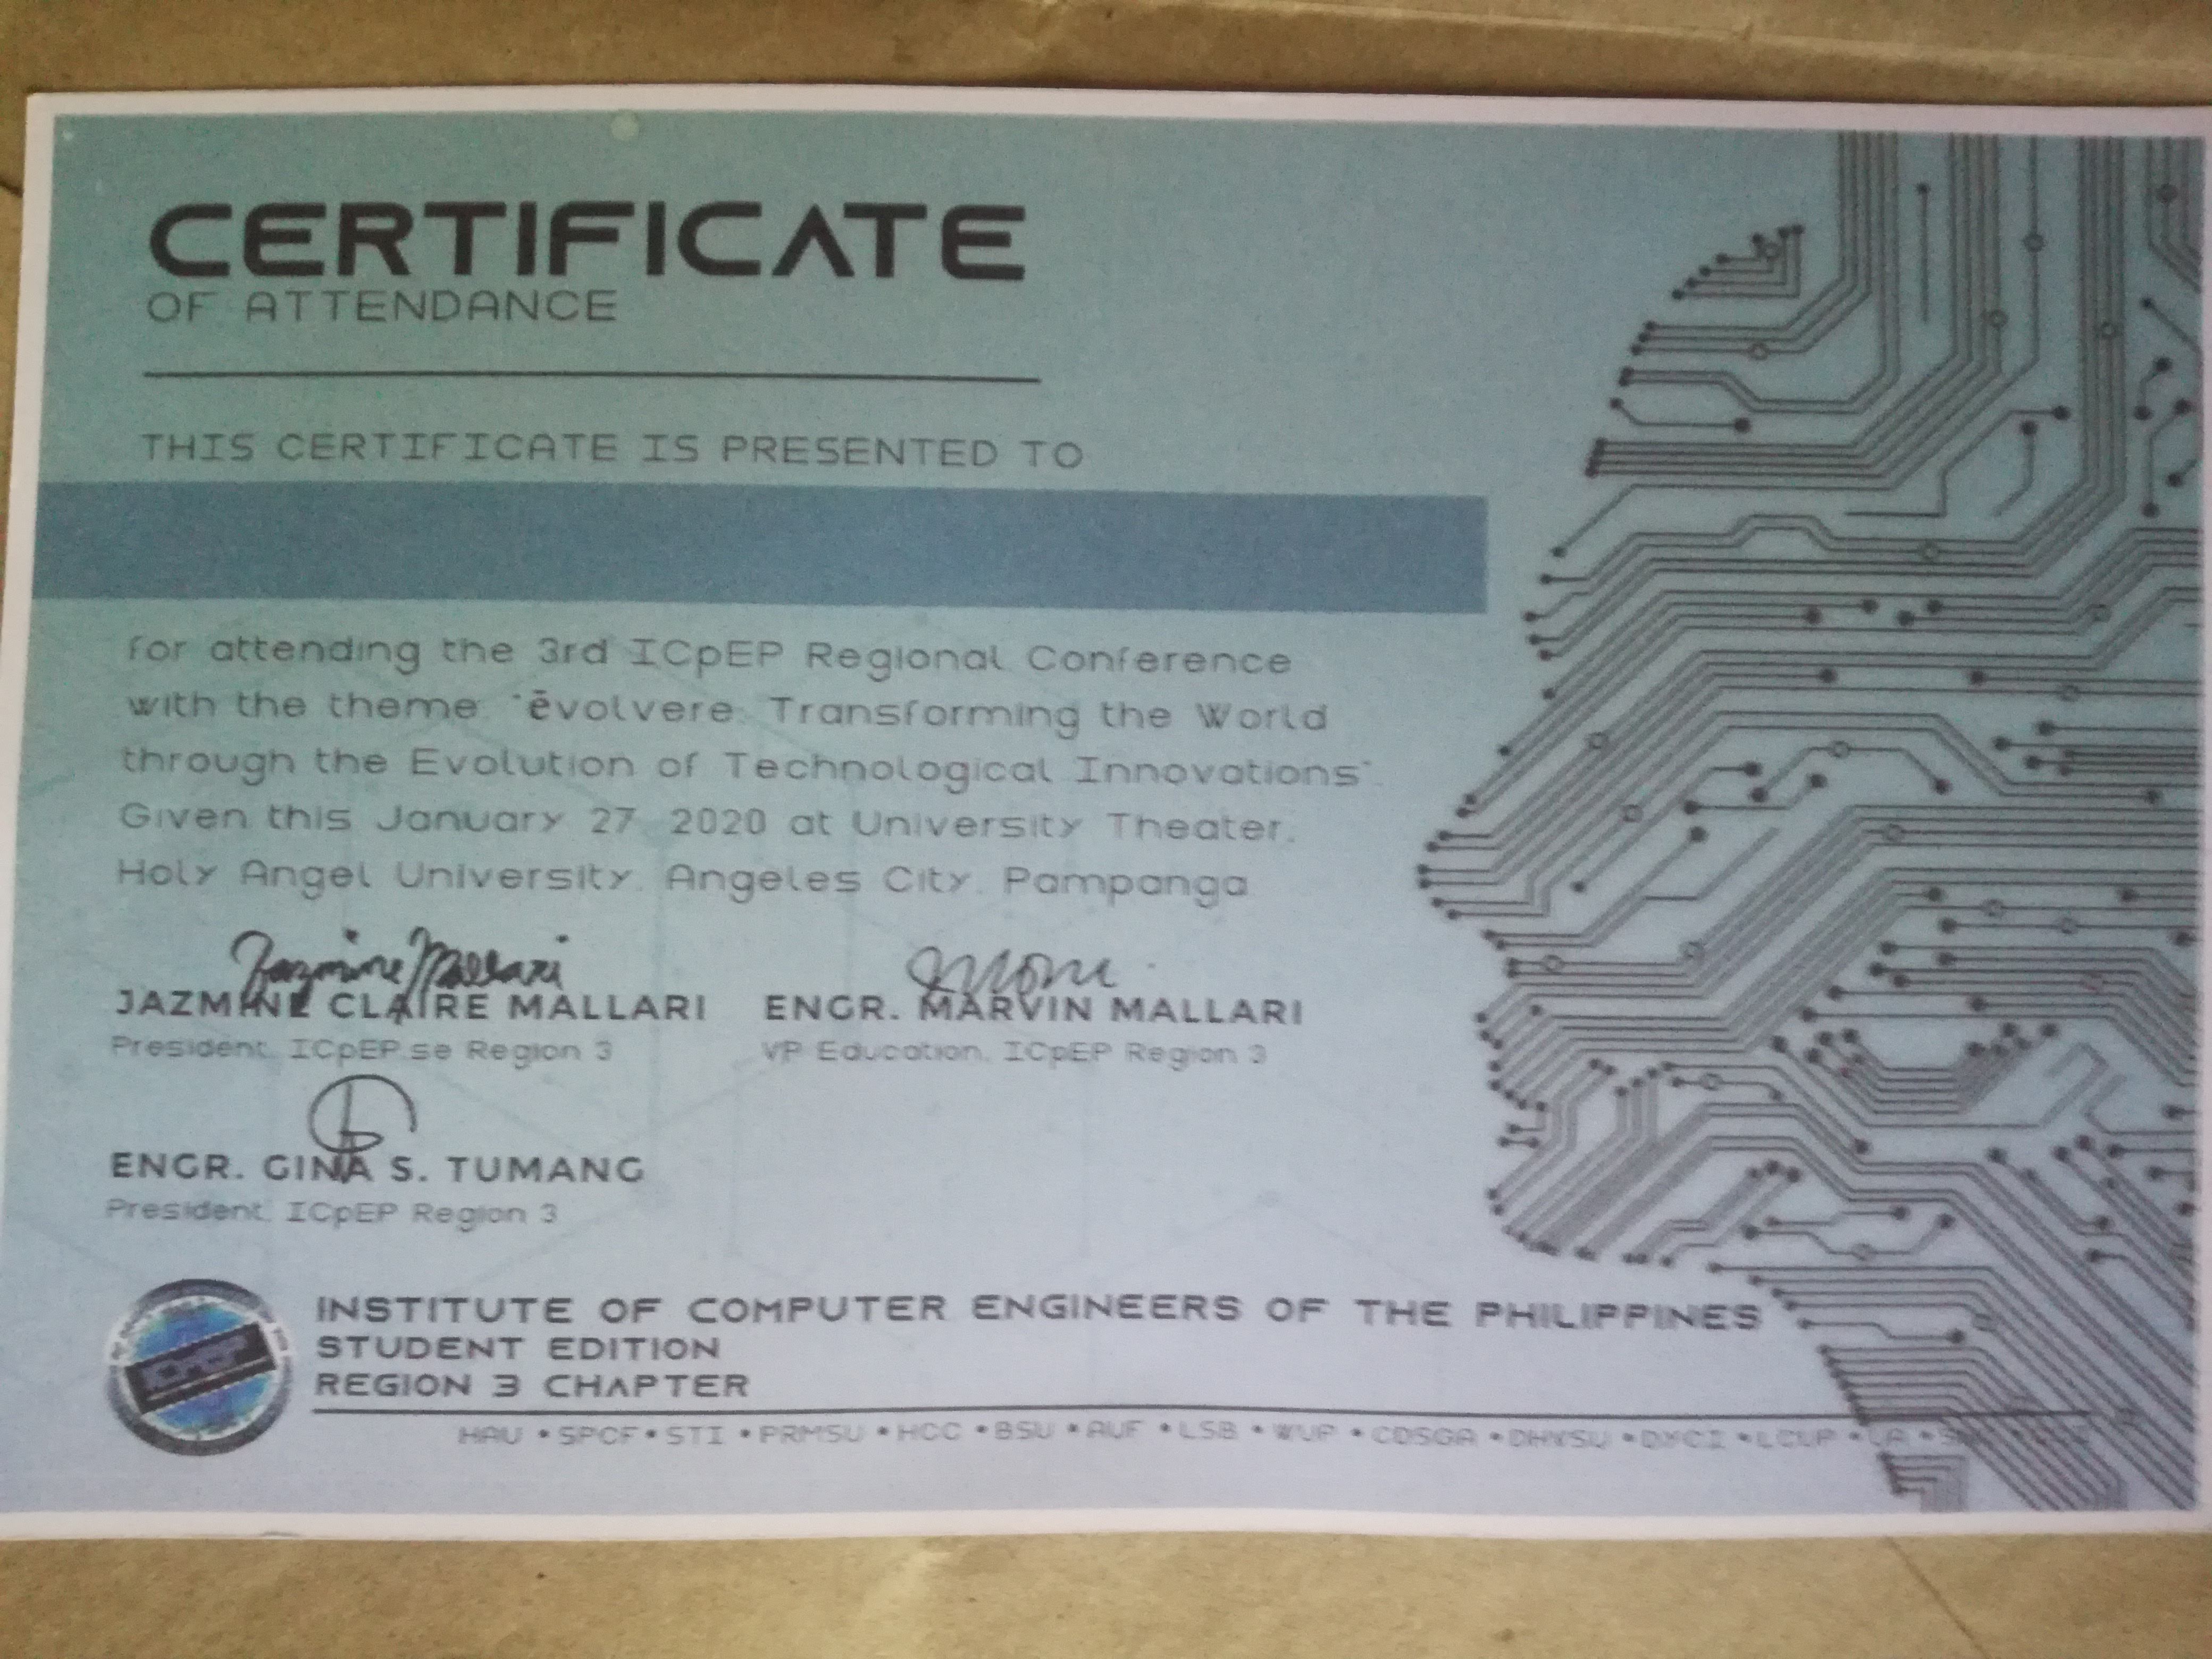 CERTIFICATE
OF ATTENDANCE
THIS CERTIFICATE IS PRESENTED TO
for attending the 3rd ICpEP Regional Conference
with the theme: "ēvolvere: Transforming the World
through the Evolution of Technological Innovations".
Given this January 27, 2020 at University Theater,
Holy Angel University, Angeles City, Pampanga
Jazmine Mallari
JAZMINE CLAIRE MALLARI ENGR. MARVIN MALLARI
President, ICpEP.se Region 3 VP Education, ICpEP Region 3
ENGR. GINA S. TUMANG
President, ICpEP Region 3
INSTITUTE OF COMPUTER ENGINEERS OF THE PHILIPPINES
STUDENT EDITION
REGION 3 CHAPTER
HAU • SPCF • STI • PRMSU • HCC • BSU • AUF • LSB • WUP • CDSGA • DHVSU • DYCI • LCUP